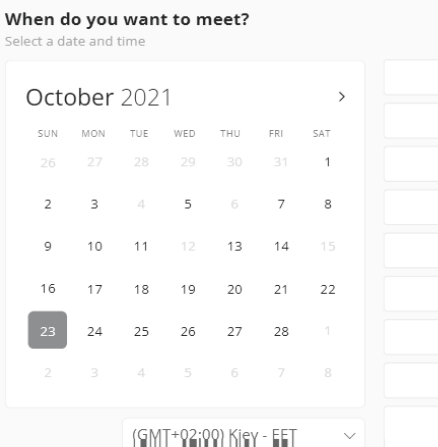 When do you want to meet?
Select a date and time
October 2021 >
SUN MON TUE WED THU FRI SAT
26 27 28 29 30 31 1
2 3 4 5 6 7 8
9 10 11 12 13 14 15
16 17 18 19 20 21 22
23 24 25 26 27 28 1
2 3 4 5 6 7 8
(GMT+02:00) Kiev - EET